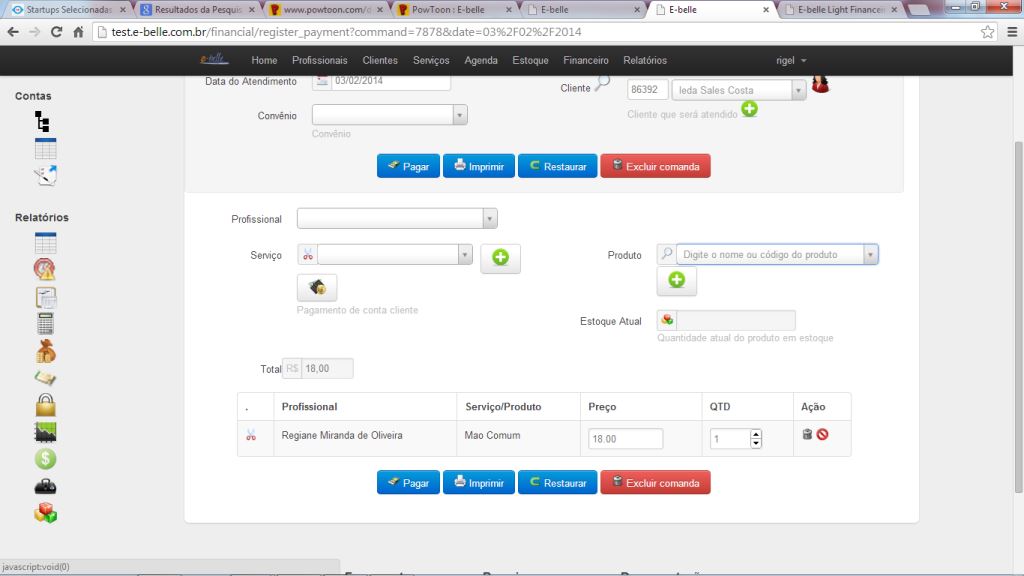 Startups Selecionadas
Resultados da Pesquis
www.powtoon.com/d
PowToon : E-belle
E-belle
E-belle
E-belle Light Financeir
test.e-belle.com.br/financial/register_payment?command=7878&date=03%2F02%2F2014
e-belle
Home Profissionais Clientes Serviços Agenda Estoque Financeiro Relatórios rigel
Contas
Relatórios
Data do Atendimento 03/02/2014
Cliente 86392 Ieda Sales Costa
Cliente que será atendido
Convênio
Convênio
Pagar Imprimir Restaurar Excluir comanda
Profissional
Serviço
Pagamento de conta cliente
Produto Digite o nome ou código do produto
Estoque Atual
Quantidade atual do produto em estoque
Total R$ 18,00
. Profissional Serviço/Produto Preço QTD Ação
Regiane Miranda de Oliveira Mao Comum 18.00 1
Pagar Imprimir Restaurar Excluir comanda
javascript:void(0)